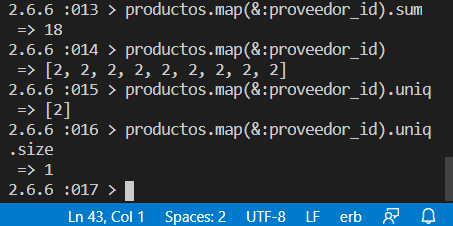 2.6.6 :013 > productos.map(&:proveedor_id).sum
 => 18
2.6.6 :014 > productos.map(&:proveedor_id)
 => [2, 2, 2, 2, 2, 2, 2, 2, 2]
2.6.6 :015 > productos.map(&:proveedor_id).uniq
 => [2]
2.6.6 :016 > productos.map(&:proveedor_id).uniq
.size
 => 1
2.6.6 :017 >
Ln 43, Col 1 Spaces: 2 UTF-8 LF erb